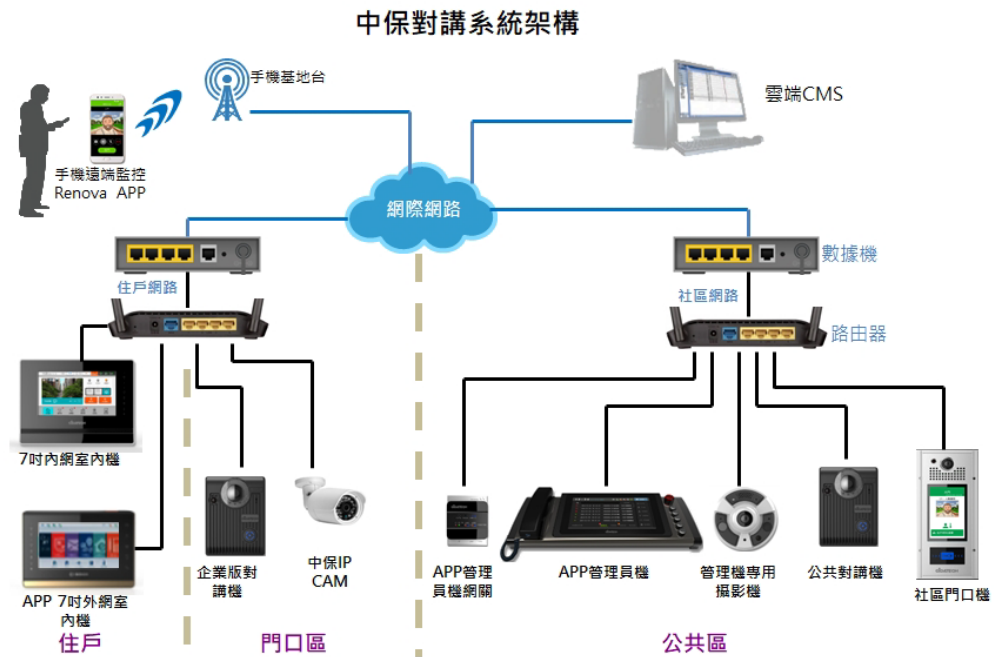 中保對講系統架構
手機基地台
雲端CMS
手機遠端監控
Renova APP
網際網路
數據機
住戶網路
社區網路
路由器
7吋內網室內機
企業版對
講機
中保IP
CAM
APP管理
員機網關
APP管理員機
管理機專用
攝影機
公共對講機
社區門口機
APP 7吋外網室
內機
住戶
門口區
公共區